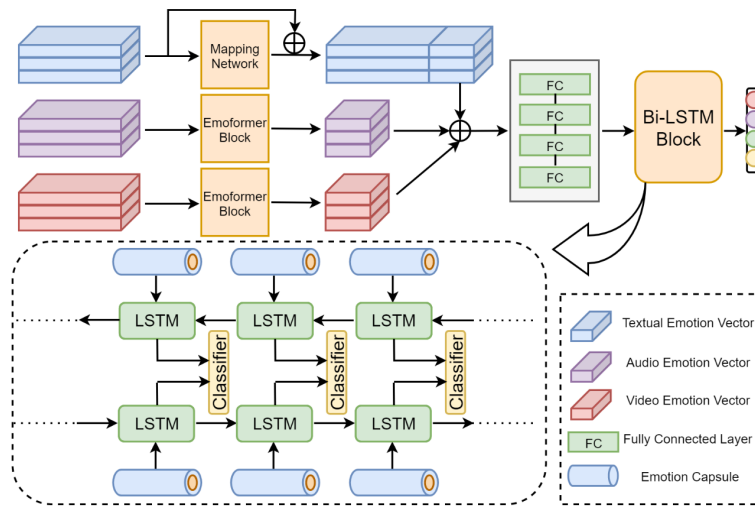 Mapping
Network
Emoformer
Block
Emoformer
Block
FC
FC
FC
FC
Bi-LSTM
Block
LSTM
LSTM
LSTM
Classifier
Classifier
Classifier
LSTM
LSTM
LSTM
Textual Emotion Vector
Audio Emotion Vector
Video Emotion Vector
FC
Fully Connected Layer
Emotion Capsule